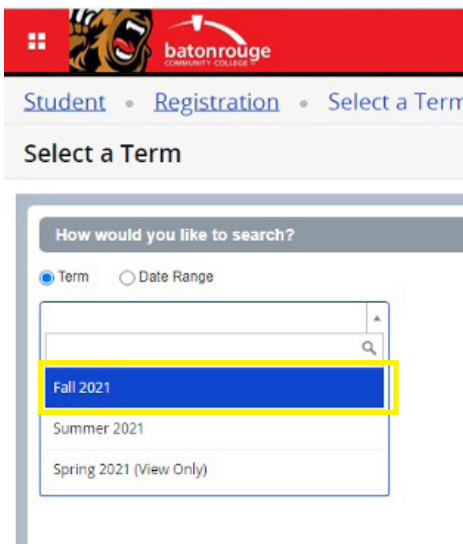 batonrouge
COMMUNITY COLLEGE
Student • Registration • Select a Term
Select a Term
How would you like to search?
Term Date Range
Fall 2021
Summer 2021
Spring 2021 (View Only)